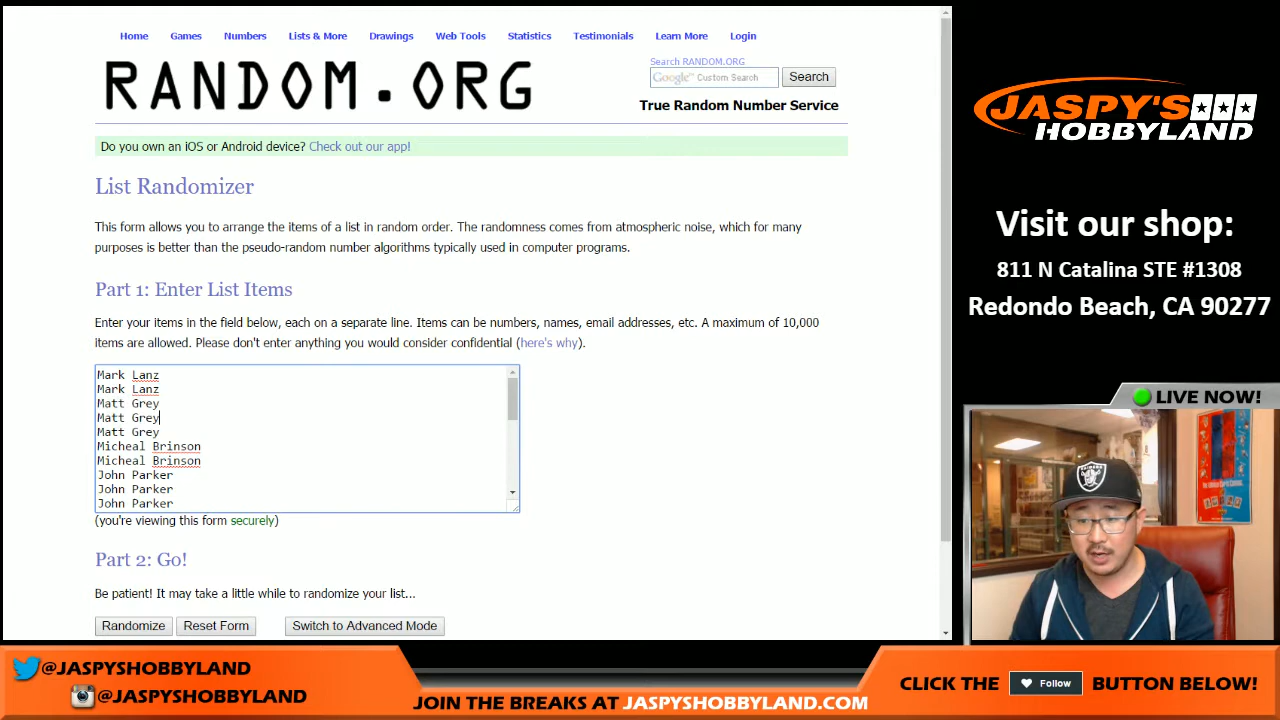 Home Games Numbers Lists & More Drawings Web Tools Statistics Testimonials Learn More Login
RANDOM.ORG
Search RANDOM.ORG
Google™ Custom Search Search
True Random Number Service
Do you own an iOS or Android device? Check out our app!
List Randomizer
This form allows you to arrange the items of a list in random order. The randomness comes from atmospheric noise, which for many
purposes is better than the pseudo-random number algorithms typically used in computer programs.
Part 1: Enter List Items
Enter your items in the field below, each on a separate line. Items can be numbers, names, email addresses, etc. A maximum of 10,000
items are allowed. Please don't enter anything you would consider confidential (here's why).
Mark Lanz
Mark Lanz
Matt Grey
Matt Grey
Matt Grey
Micheal Brinson
Micheal Brinson
John Parker
John Parker
John Parker
(you're viewing this form securely)
Part 2: Go!
Be patient! It may take a little while to randomize your list...
Randomize Reset Form Switch to Advanced Mode
JASPY'S
HOBBYLAND
Visit our shop:
811 N Catalina STE #1308
Redondo Beach, CA 90277
LIVE NOW!
RAIDERS
@JASPYSHOBBYLAND
@JASPYSHOBBYLAND
JOIN THE BREAKS AT JASPYSHOBBYLAND.COM
CLICK THE Follow BUTTON BELOW!